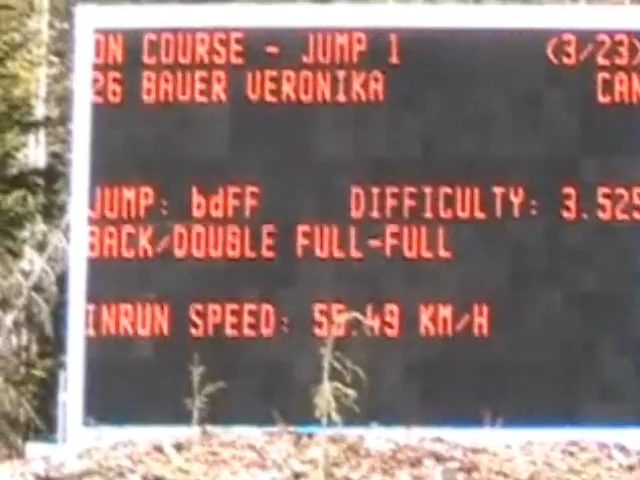 ON COURSE - JUMP 1 (3/23)
26 BAUER VERONIKA CAN
JUMP: bdFF DIFFICULTY: 3.525
BACK/DOUBLE FULL-FULL
INRUN SPEED: 55.49 KM/H